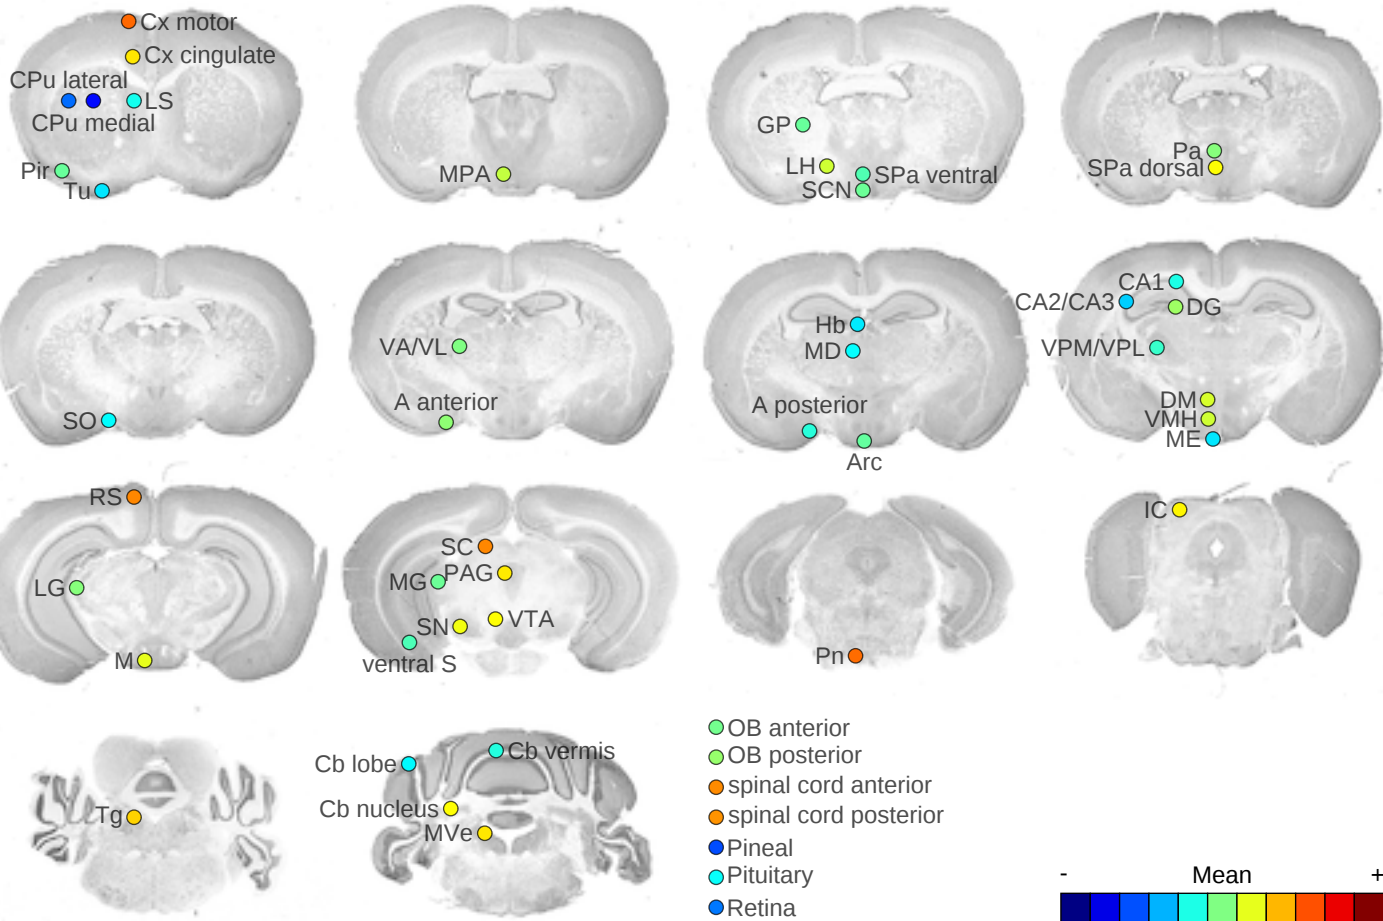 Cx motor
Cx cingulate
CPu lateral
LS
CPu medial
Pir
Tu
MPA
GP
LH
SPa ventral
SCN
Pa
SPa dorsal
SO
VA/VL
A anterior
Hb
MD
A posterior
Arc
CA1
CA2/CA3
DG
VPM/VPL
DM
VMH
ME
RS
LG
M
SC
MG
PAG
SN
VTA
ventral S
Pn
IC
Tg
Cb lobe
Cb vermis
Cb nucleus
MVe
OB anterior
OB posterior
spinal cord anterior
spinal cord posterior
Pineal
Pituitary
Retina
- Mean +